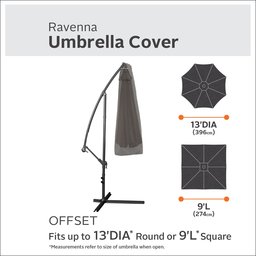 Ravenna
Umbrella Cover
13'DIA
(396cm)
9'L
(274cm)
OFFSET
Fits up to 13'DIA* Round or 9'L* Square
*Measurements refer to size of umbrella when open.